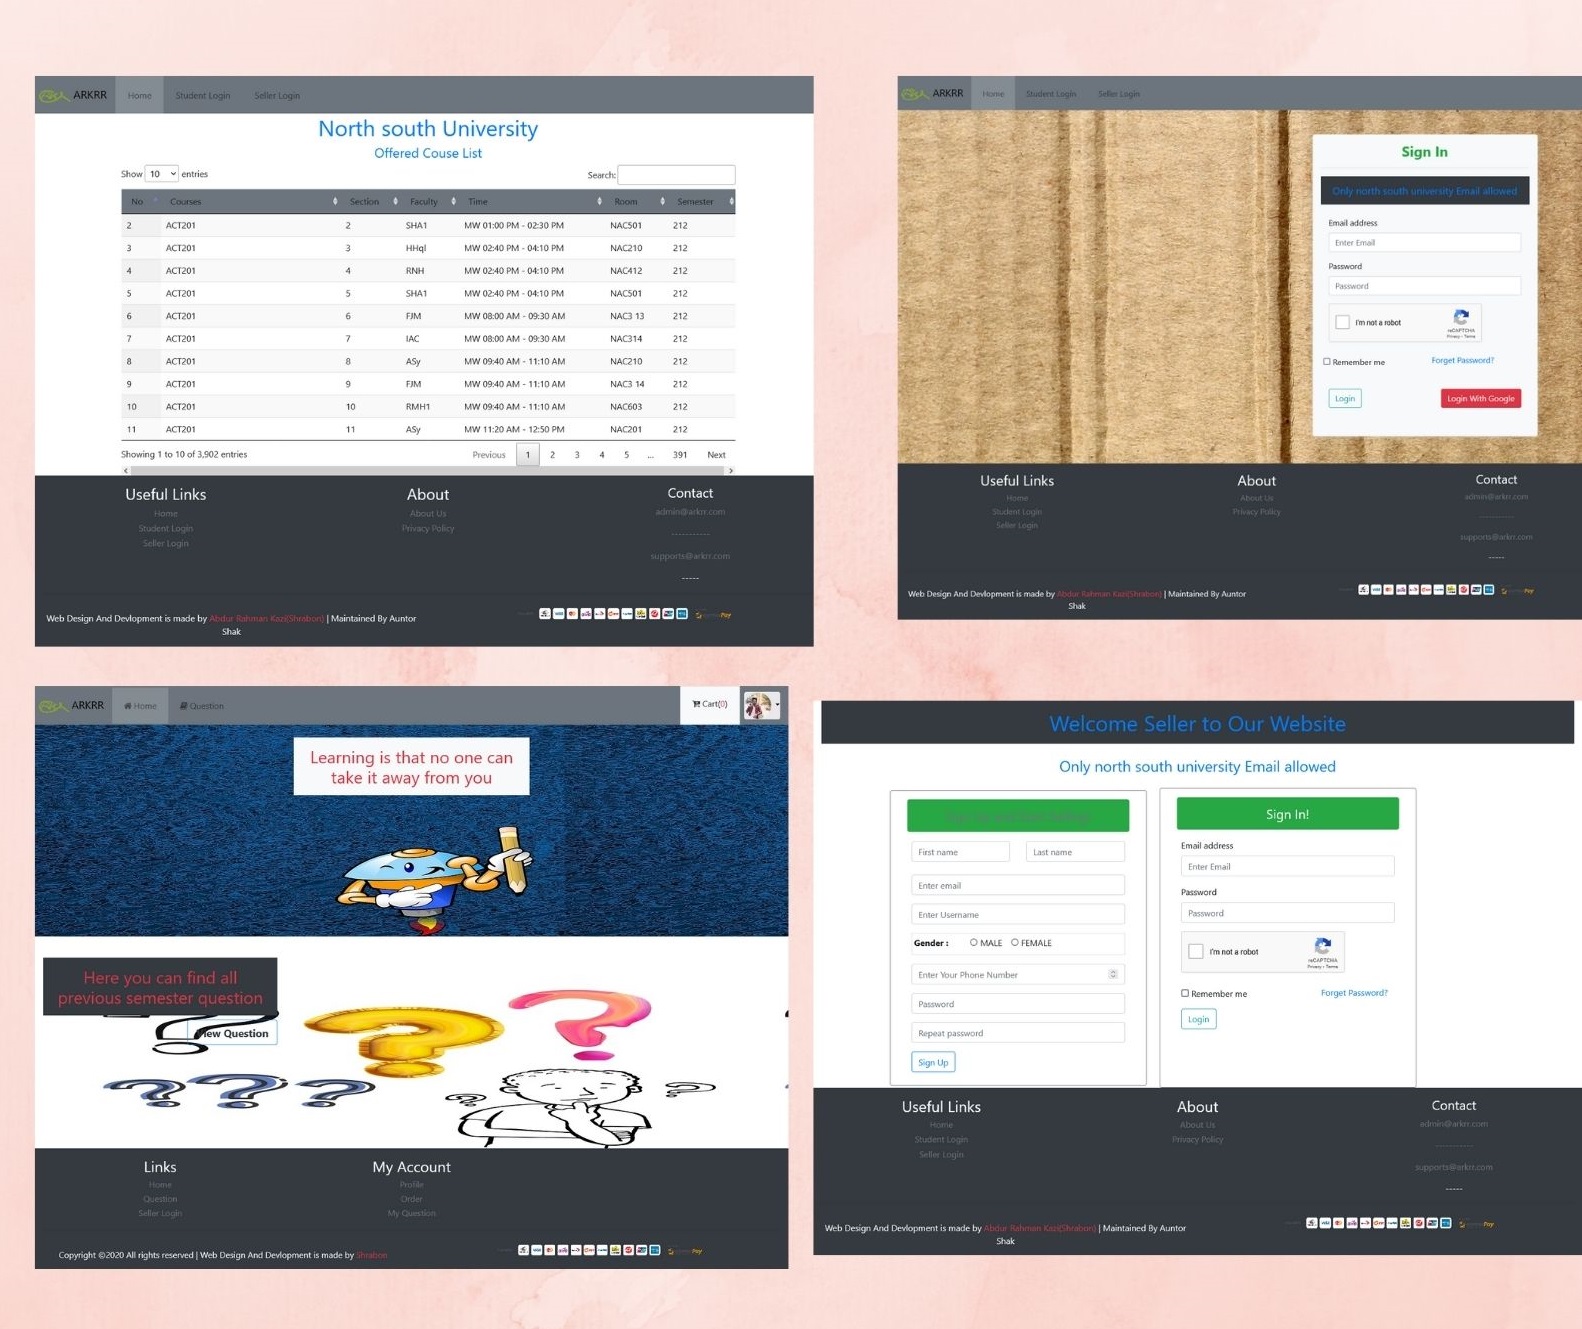 ARKRR Home Student Login Seller Login
North south University
Offered Couse List
Show 10 entries Search:
No Courses Section Faculty Time Room Semester
2 ACT201 2 SHA1 MW 01:00 PM - 02:30 PM NAC501 212
3 ACT201 3 HHql MW 02:40 PM - 04:10 PM NAC210 212
4 ACT201 4 RNH MW 02:40 PM - 04:10 PM NAC412 212
5 ACT201 5 SHA1 MW 02:40 PM - 04:10 PM NAC501 212
6 ACT201 6 FJM MW 08:00 AM - 09:30 AM NAC3 13 212
7 ACT201 7 IAC MW 08:00 AM - 09:30 AM NAC314 212
8 ACT201 8 ASy MW 09:40 AM - 11:10 AM NAC210 212
9 ACT201 9 FJM MW 09:40 AM - 11:10 AM NAC3 14 212
10 ACT201 10 RMH1 MW 09:40 AM - 11:10 AM NAC603 212
11 ACT201 11 ASy MW 11:20 AM - 12:50 PM NAC201 212
Showing 1 to 10 of 3,902 entries Previous 1 2 3 4 5 ... 391 Next
Useful Links About Contact
Home About Us admin@arkrr.com
Student Login Privacy Policy -----------
Seller Login supports@arkrr.com
-----
Web Design And Devlopment is made by Abdur Rahman Kazi(Shrabon) | Maintained By Auntor
Shak
ARKRR Home Student Login Seller Login
Sign In
Only north south university Email allowed
Email address
Enter Email
Password
Password
I'm not a robot
reCAPTCHA
Privacy - Terms
Remember me Forget Password?
Login Login With Google
Useful Links About Contact
Home About Us admin@arkrr.com
Student Login Privacy Policy -----------
Seller Login supports@arkrr.com
-----
Web Design And Devlopment is made by Abdur Rahman Kazi(Shrabon) | Maintained By Auntor
Shak
ARKRR Home Question Cart(0)
Learning is that no one can
take it away from you
Here you can find all
previous semester question
View Question
Links My Account
Home Profile
Question Order
Seller Login My Question
Copyright ©2020 All rights reserved | Web Design And Devlopment is made by Shrabon
Welcome Seller to Our Website
Only north south university Email allowed
First name Last name
Enter email
Enter Username
Gender : MALE FEMALE
Enter Your Phone Number
Password
Repeat password
Sign Up
Sign In!
Email address
Enter Email
Password
Password
I'm not a robot
reCAPTCHA
Privacy - Terms
Remember me Forget Password?
Login
Useful Links About Contact
Home About Us admin@arkrr.com
Student Login Privacy Policy -----------
Seller Login supports@arkrr.com
-----
Web Design And Devlopment is made by Abdur Rahman Kazi(Shrabon) | Maintained By Auntor
Shak